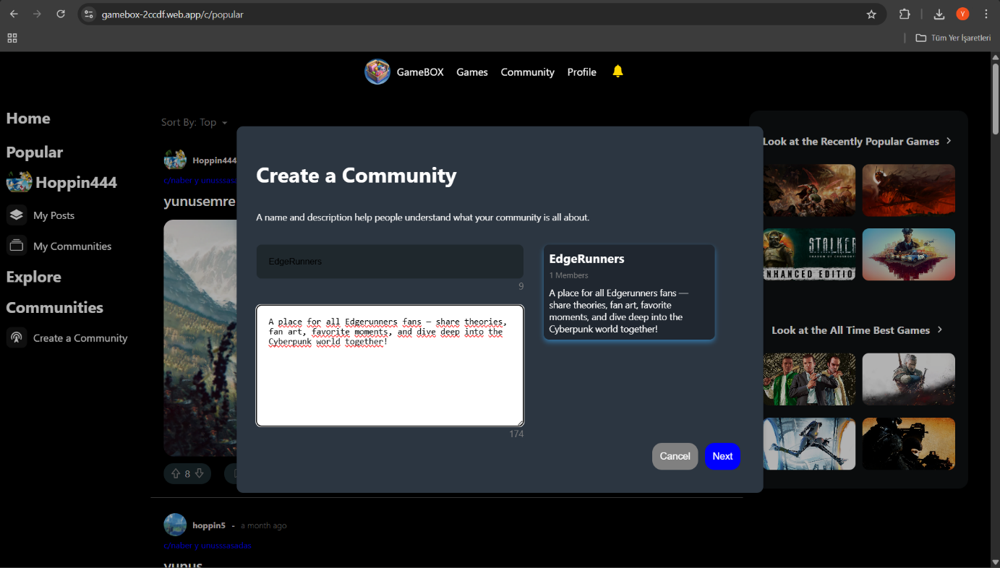 gamebox-2ccdf.web.app/c/popular
Y
Tüm Yer İşaretleri
GameBOX Games Community Profile
Home
Popular
Hoppin444
My Posts
My Communities
Explore
Communities
Create a Community
Sort By: Top
Hoppin444
c/naber y unusssas
yunusemre
8
hoppin5 - a month ago
c/naber y unusssasadas
yunus
Create a Community
A name and description help people understand what your community is all about.
EdgeRunners
9
A place for all Edgerunners fans — share theories,
fan art, favorite moments, and dive deep into the
Cyberpunk world together!
174
EdgeRunners
1 Members
A place for all Edgerunners fans —
share theories, fan art, favorite
moments, and dive deep into the
Cyberpunk world together!
Cancel Next
Look at the Recently Popular Games
STALKER
SHADOW OF CHORNOBYL
ENHANCED EDITIO
Look at the All Time Best Games